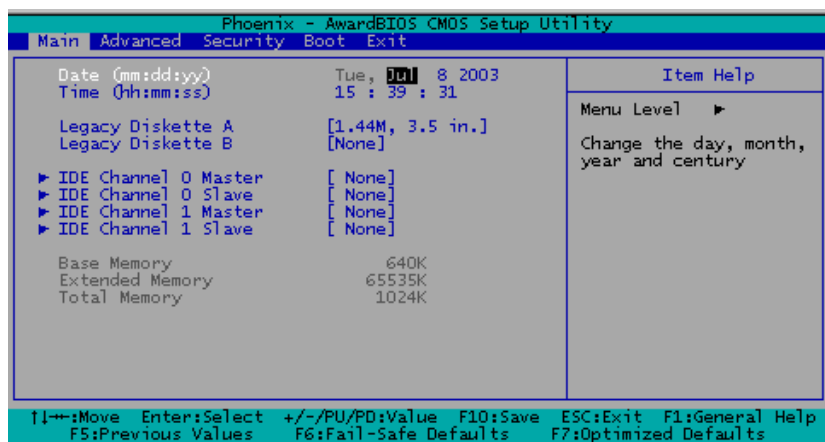 Phoenix - AwardBIOS CMOS Setup Utility
Main Advanced Security Boot Exit
Date (mm:dd:yy) Tue, Jul 8 2003
Time (hh:mm:ss) 15 : 39 : 31
Legacy Diskette A [1.44M, 3.5 in.]
Legacy Diskette B [None]
► IDE Channel 0 Master [ None]
► IDE Channel 0 Slave [ None]
► IDE Channel 1 Master [ None]
► IDE Channel 1 Slave [ None]
Base Memory 640K
Extended Memory 65535K
Total Memory 1024K
Item Help
Menu Level ►
Change the day, month,
year and century
↑↓→←:Move Enter:Select +/-/PU/PD:Value F10:Save ESC:Exit F1:General Help
F5:Previous Values F6:Fail-Safe Defaults F7:Optimized Defaults